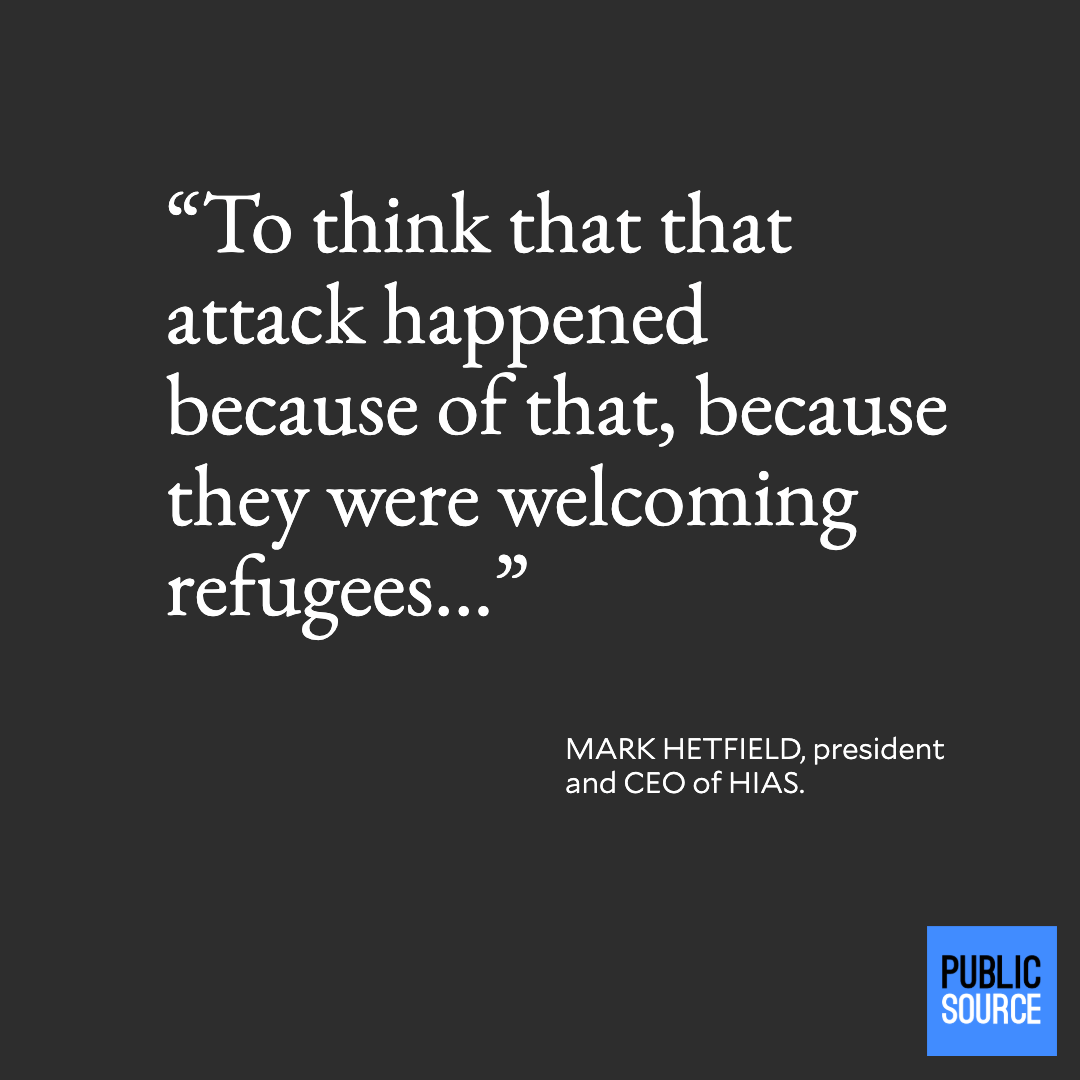 “To think that that
attack happened
because of that, because
they were welcoming
refugees...”
MARK HETFIELD, president
and CEO of HIAS.
PUBLIC
SOURCE